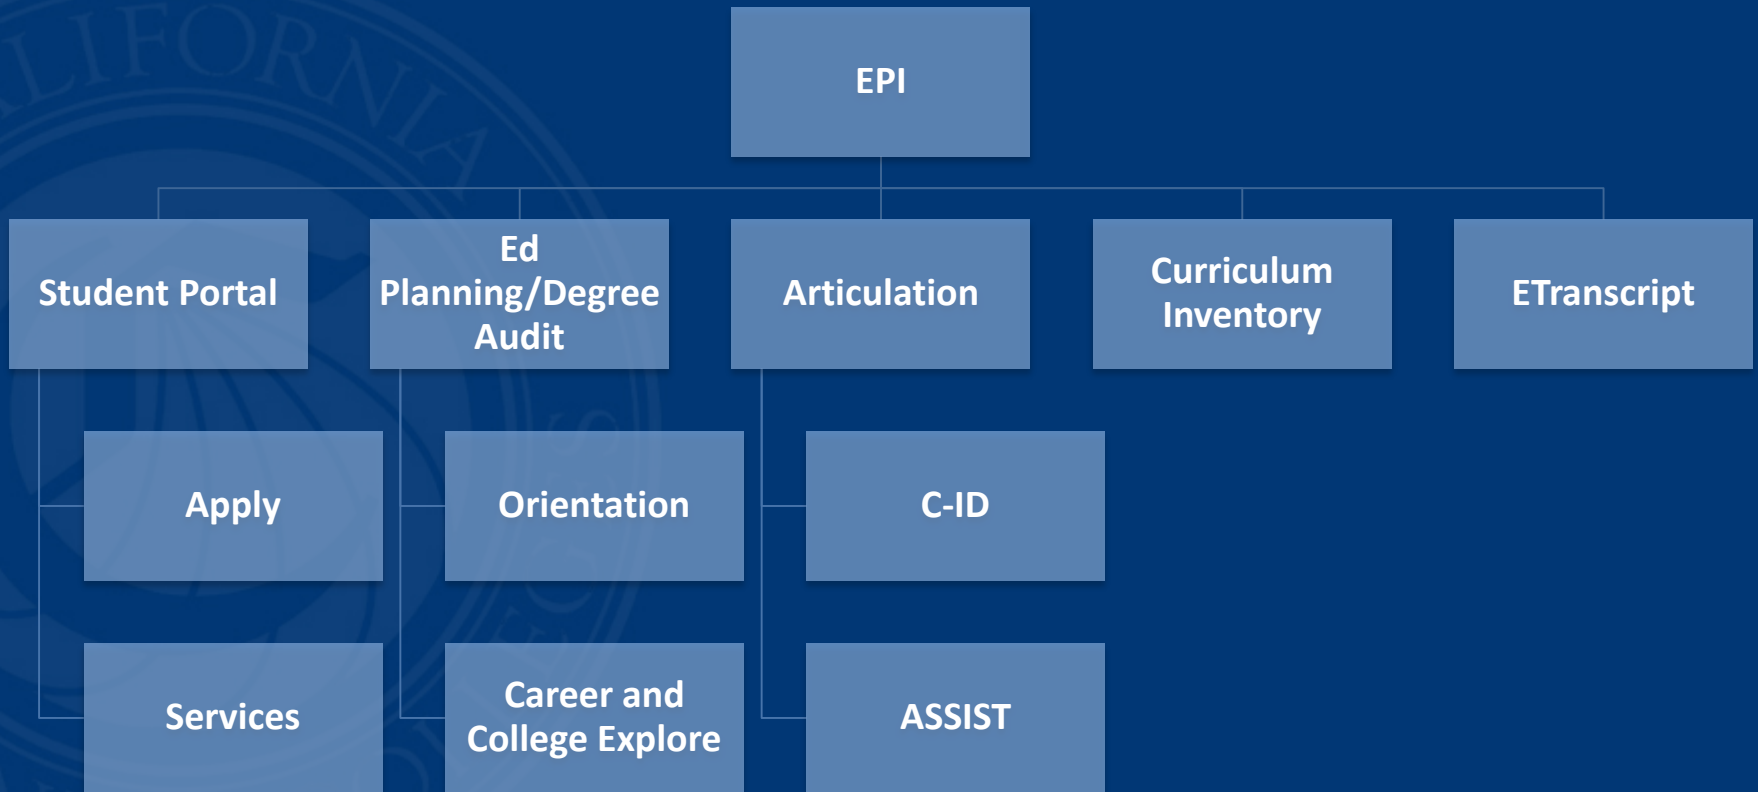 EPI
Student Portal
Ed
Planning/Degree
Audit
Articulation
Curriculum
Inventory
ETranscript
Apply
Orientation
C-ID
Services
Career and
College Explore
ASSIST